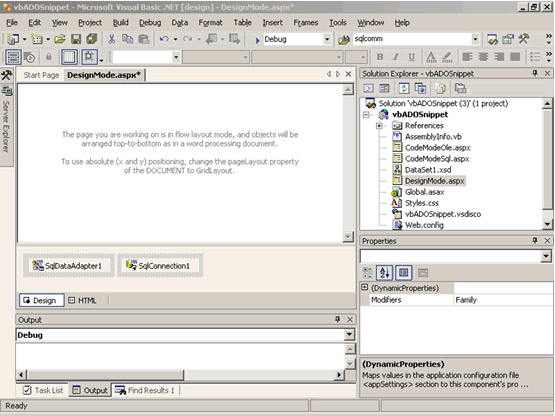 vbADOSnippet - Microsoft Visual Basic .NET [design] - DesignMode.aspx*
File Edit View Project Build Debug Data Format Table Insert Frames Tools Window Help
Debug sqlcomm
B I U
Server Explorer
Start Page DesignMode.aspx*
The page you are working on is in flow layout mode, and objects will be
arranged top-to-bottom as in a word processing document.
To use absolute (x and y) positioning, change the pageLayout property
of the DOCUMENT to GridLayout.
SqlDataAdapter1 SqlConnection1
Design HTML
Output
Debug
Task List Output Find Results 1
Solution Explorer - vbADOSnippet
Solution 'vbADOSnippet (3)' (1 project)
vbADOSnippet
References
AssemblyInfo.vb
CodeModeOle.aspx
CodeModeSql.aspx
DataSet1.xsd
DesignMode.aspx
Global.asax
Styles.css
vbADOSnippet.vsdisco
Web.config
Properties
(DynamicProperties)
Modifiers Family
(DynamicProperties)
Maps values in the application configuration file
<appSettings> section to this component's pro ...
Ready